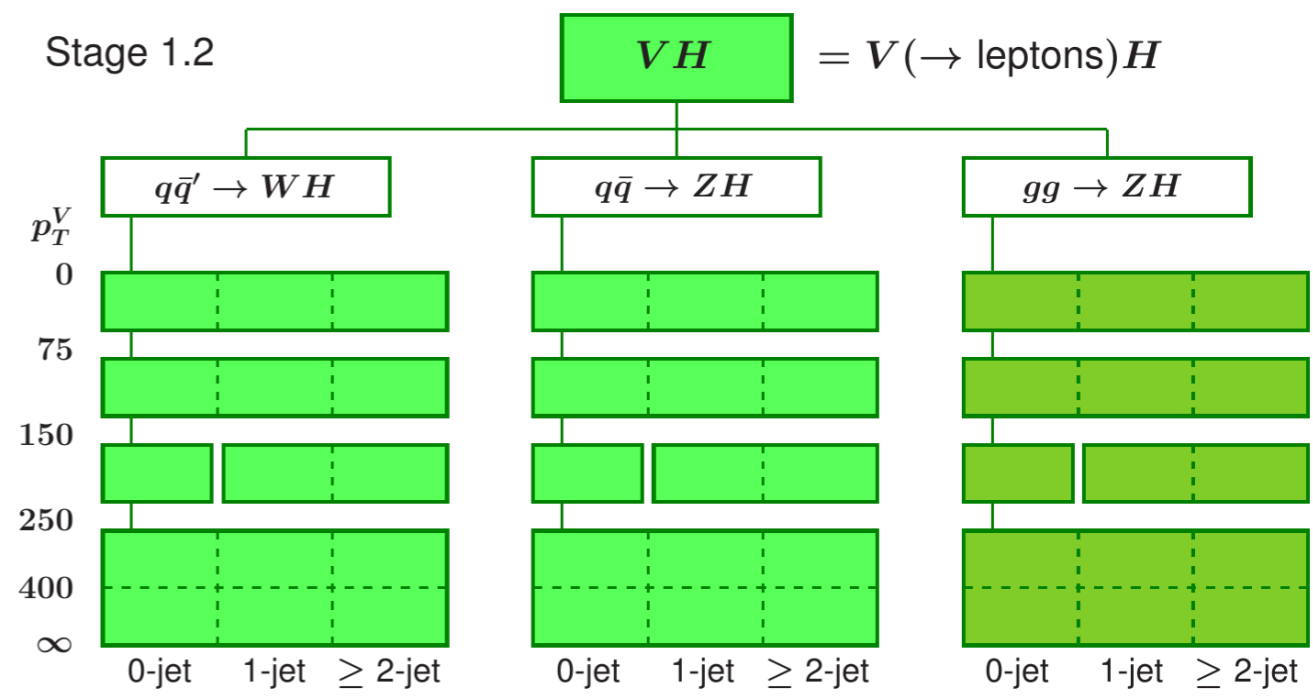 Stage 1.2
VH = V(→ leptons)H
qq̄′ → WH
qq̄ → ZH
gg → ZH
p_T^V
0
75
150
250
400
∞
0-jet 1-jet ≥ 2-jet
0-jet 1-jet ≥ 2-jet
0-jet 1-jet ≥ 2-jet